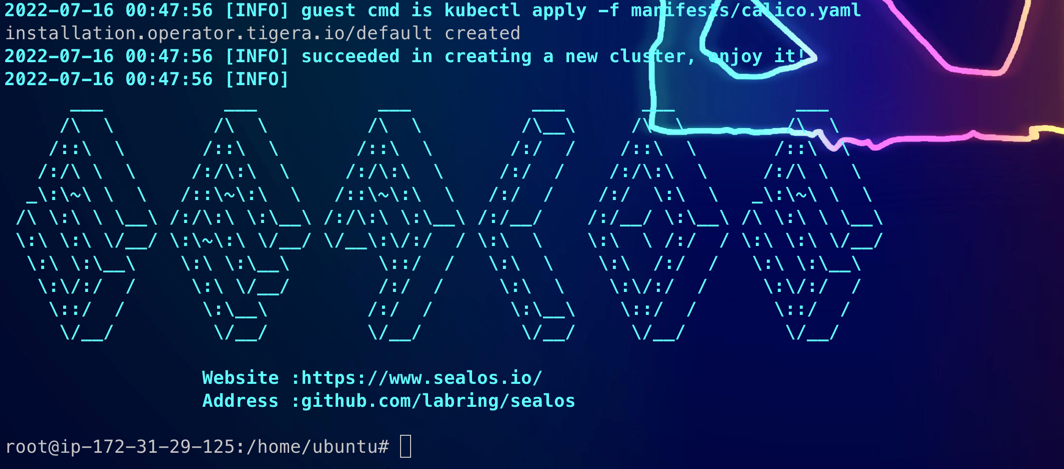 2022-07-16 00:47:56 [INFO] guest cmd is kubectl apply -f manifests/calico.yaml
installation.operator.tigera.io/default created
2022-07-16 00:47:56 [INFO] succeeded in creating a new cluster, enjoy it!
2022-07-16 00:47:56 [INFO]
SEALOS
Website :https://www.sealos.io/
Address :github.com/labring/sealos
root@ip-172-31-29-125:/home/ubuntu#